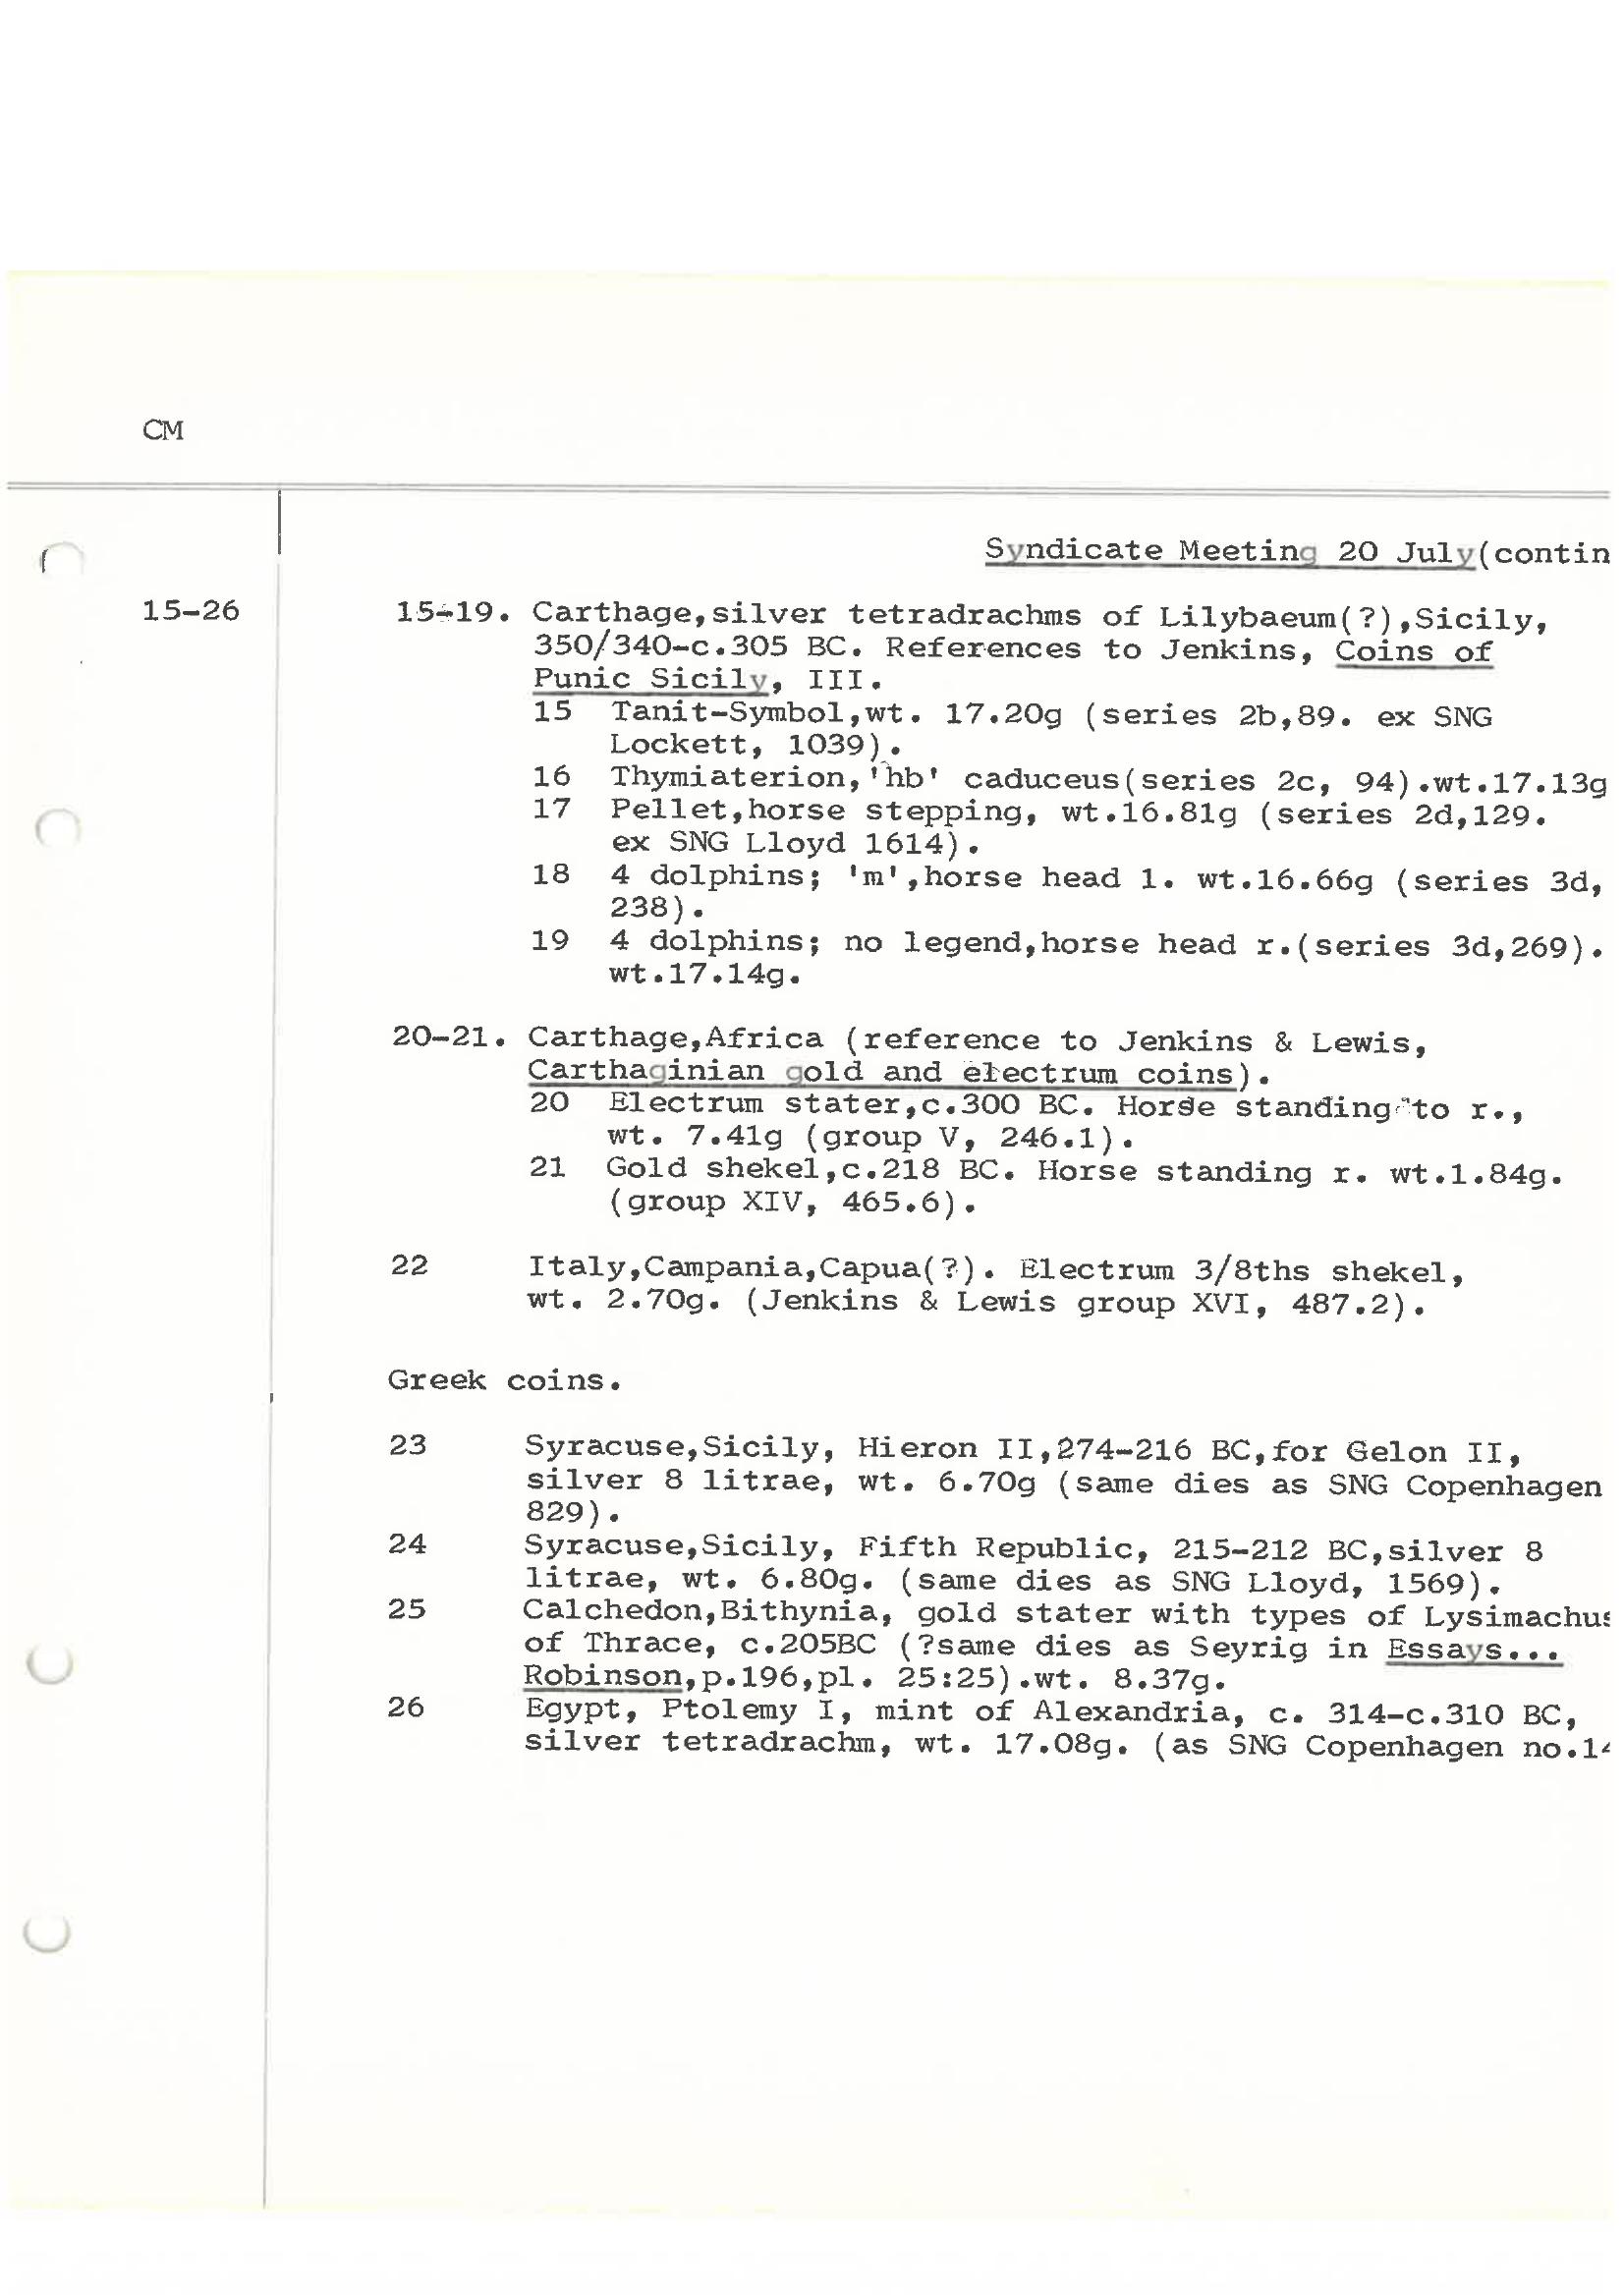 CM
Syndicate Meeting 20 July(contin
15-26
15-19. Carthage,silver tetradrachms of Lilybaeum(?),Sicily,
350/340-c.305 BC. References to Jenkins, Coins of
Punic Sicily, III.
15 Tanit-Symbol,wt. 17.20g (series 2b,89. ex SNG
Lockett, 1039).
16 Thymiaterion,'hb' caduceus(series 2c, 94).wt.17.13g
17 Pellet,horse stepping, wt.16.81g (series 2d,129.
ex SNG Lloyd 1614).
18 4 dolphins; 'm',horse head l. wt.16.66g (series 3d,
238).
19 4 dolphins; no legend,horse head r.(series 3d,269).
wt.17.14g.
20-21. Carthage,Africa (reference to Jenkins & Lewis,
Carthaginian gold and electrum coins).
20 Electrum stater,c.300 BC. Horse standing to r.,
wt. 7.41g (group V, 246.1).
21 Gold shekel,c.218 BC. Horse standing r. wt.1.84g.
(group XIV, 465.6).
22 Italy,Campania,Capua(?). Electrum 3/8ths shekel,
wt. 2.70g. (Jenkins & Lewis group XVI, 487.2).
Greek coins.
23 Syracuse,Sicily, Hieron II,274-216 BC,for Gelon II,
silver 8 litrae, wt. 6.70g (same dies as SNG Copenhagen
829).
24 Syracuse,Sicily, Fifth Republic, 215-212 BC,silver 8
litrae, wt. 6.80g. (same dies as SNG Lloyd, 1569).
25 Calchedon,Bithynia, gold stater with types of Lysimachus
of Thrace, c.205BC (?same dies as Seyrig in Essays...
Robinson,p.196,pl. 25:25).wt. 8.37g.
26 Egypt, Ptolemy I, mint of Alexandria, c. 314-c.310 BC,
silver tetradrachm, wt. 17.08g. (as SNG Copenhagen no.14